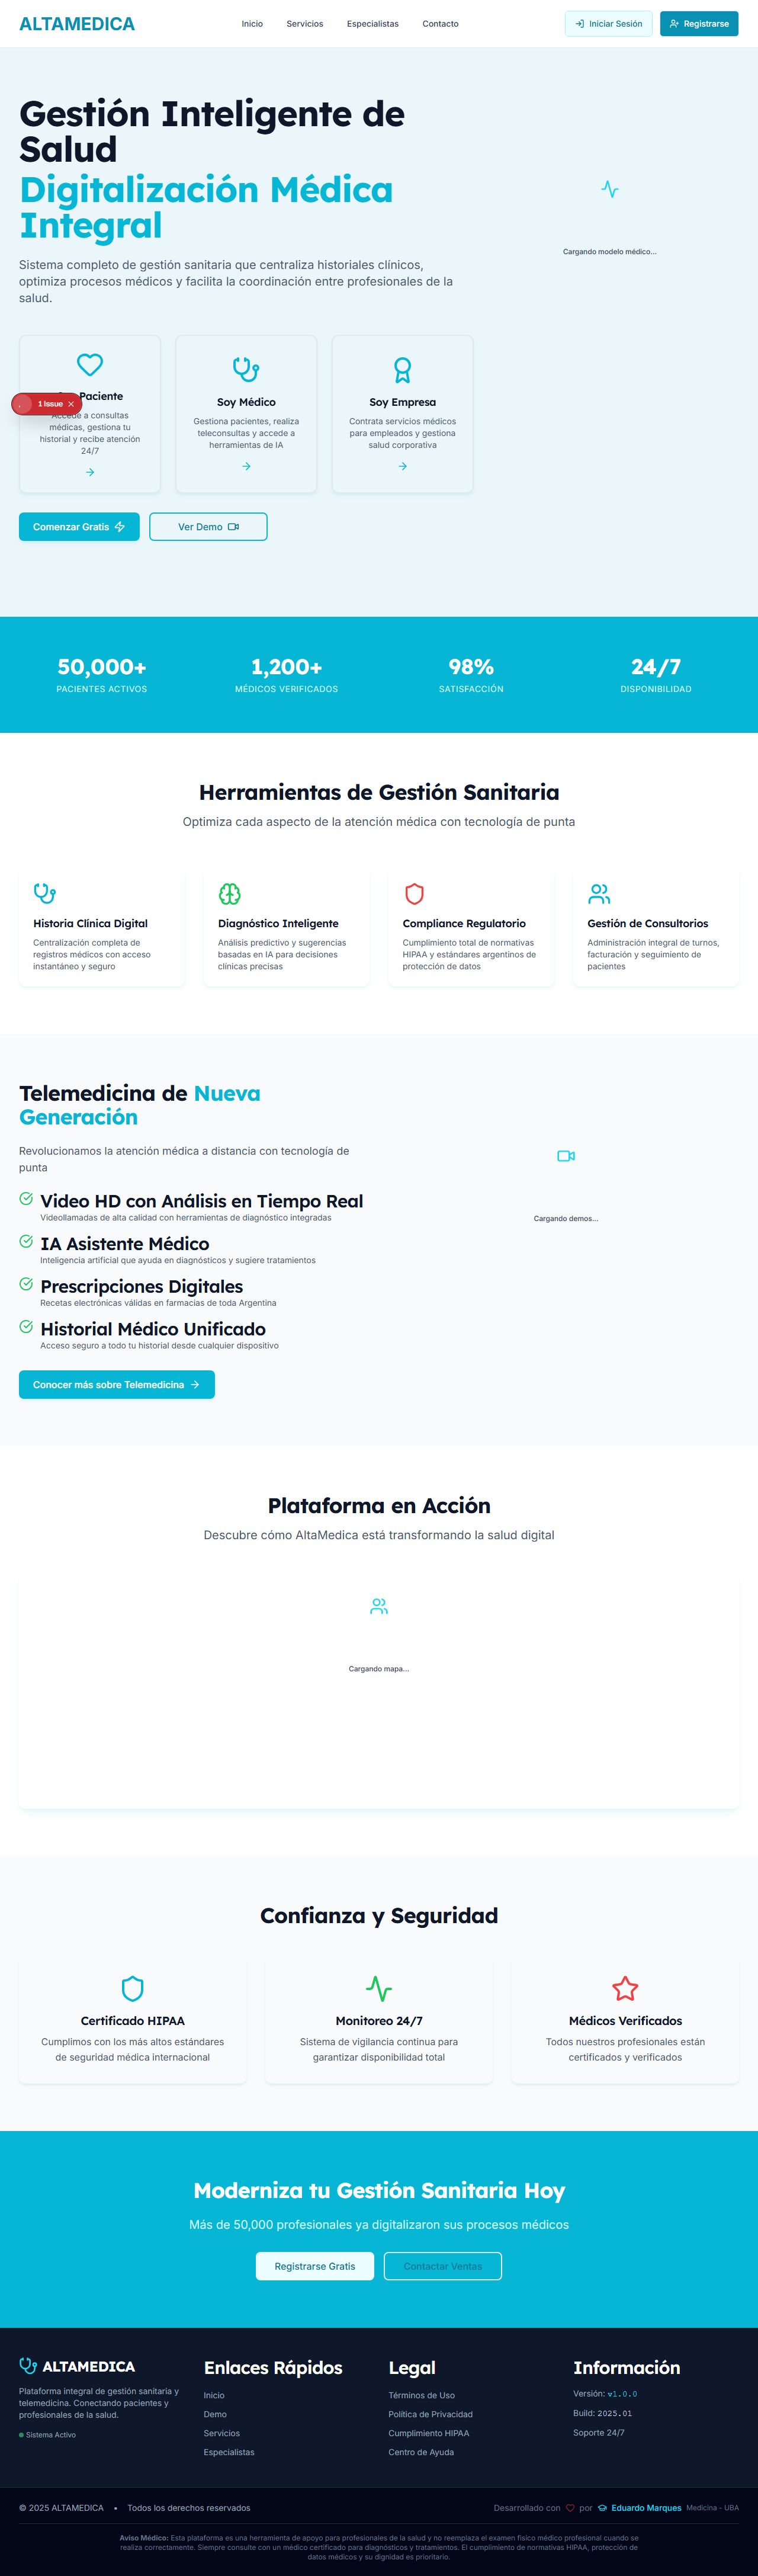 ALTAMEDICA
Inicio
Servicios
Especialistas
Contacto
Iniciar Sesión
Registrarse
Gestión Inteligente de
Salud
Digitalización Médica
Integral
Sistema completo de gestión sanitaria que centraliza historiales clínicos,
optimiza procesos médicos y facilita la coordinación entre profesionales de la
salud.
Cargando modelo médico...
1 Issue
Paciente
Accede a consultas
médicas, gestiona tu
historial y recibe atención
24/7
Soy Médico
Gestiona pacientes, realiza
teleconsultas y accede a
herramientas de IA
Soy Empresa
Contrata servicios médicos
para empleados y gestiona
salud corporativa
Comenzar Gratis
Ver Demo
50,000+
PACIENTES ACTIVOS
1,200+
MÉDICOS VERIFICADOS
98%
SATISFACCIÓN
24/7
DISPONIBILIDAD
Herramientas de Gestión Sanitaria
Optimiza cada aspecto de la atención médica con tecnología de punta
Historia Clínica Digital
Centralización completa de
registros médicos con acceso
instantáneo y seguro
Diagnóstico Inteligente
Análisis predictivo y sugerencias
basadas en IA para decisiones
clínicas precisas
Compliance Regulatorio
Cumplimiento total de normativas
HIPAA y estándares argentinos de
protección de datos
Gestión de Consultorios
Administración integral de turnos,
facturación y seguimiento de
pacientes
Telemedicina de Nueva
Generación
Revolucionamos la atención médica a distancia con tecnología de
punta
Video HD con Análisis en Tiempo Real
Videollamadas de alta calidad con herramientas de diagnóstico integradas
IA Asistente Médico
Inteligencia artificial que ayuda en diagnósticos y sugiere tratamientos
Prescripciones Digitales
Recetas electrónicas válidas en farmacias de toda Argentina
Historial Médico Unificado
Acceso seguro a todo tu historial desde cualquier dispositivo
Conocer más sobre Telemedicina
Cargando demos...
Plataforma en Acción
Descubre cómo AltaMedica está transformando la salud digital
Cargando mapa...
Confianza y Seguridad
Certificado HIPAA
Cumplimos con los más altos estándares
de seguridad médica internacional
Monitoreo 24/7
Sistema de vigilancia continua para
garantizar disponibilidad total
Médicos Verificados
Todos nuestros profesionales están
certificados y verificados
Moderniza tu Gestión Sanitaria Hoy
Más de 50,000 profesionales ya digitalizaron sus procesos médicos
Registrarse Gratis
Contactar Ventas
ALTAMEDICA
Plataforma integral de gestión sanitaria y
telemedicina. Conectando pacientes y
profesionales de la salud.
Sistema Activo
Enlaces Rápidos
Inicio
Demo
Servicios
Especialistas
Legal
Términos de Uso
Política de Privacidad
Cumplimiento HIPAA
Centro de Ayuda
Información
Versión: v1.0.0
Build: 2025.01
Soporte 24/7
© 2025 ALTAMEDICA • Todos los derechos reservados
Desarrollado con por Eduardo Marques Medicina - UBA
Aviso Médico: Esta plataforma es una herramienta de apoyo para profesionales de la salud y no reemplaza el examen físico médico profesional cuando se
realiza correctamente. Siempre consulte con un médico certificado para diagnósticos y tratamientos. El cumplimiento de normativas HIPAA, protección de
datos médicos y su dignidad es prioritario.